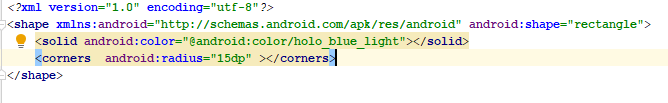 <?xml version="1.0" encoding="utf-8"?>
<shape xmlns:android="http://schemas.android.com/apk/res/android" android:shape="rectangle">
    <solid android:color="@android:color/holo_blue_light"></solid>
    <corners  android:radius="15dp" ></corners>
</shape>